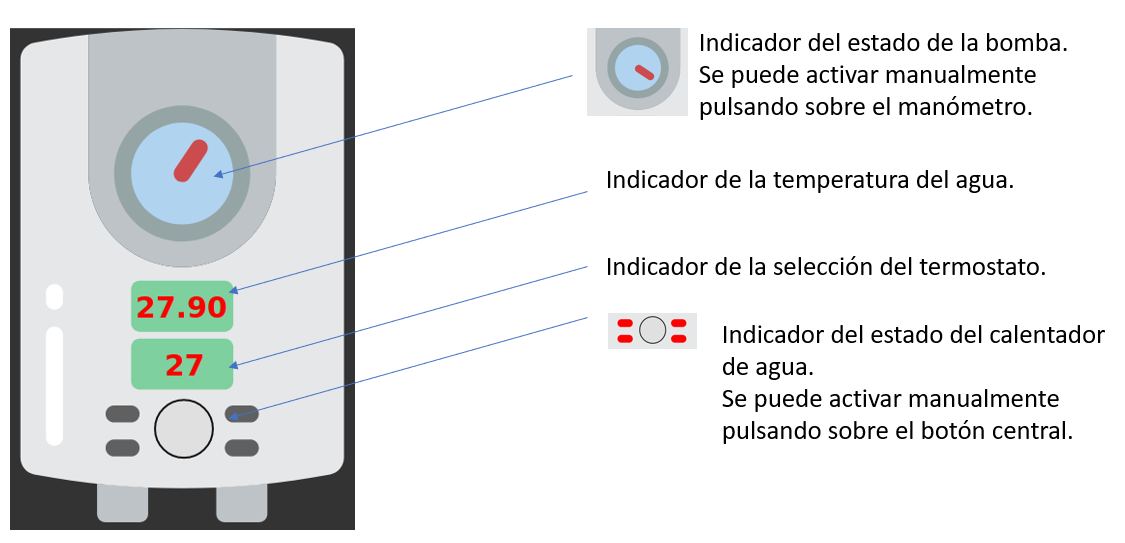 Indicador del estado de la bomba.
Se puede activar manualmente
pulsando sobre el manómetro.
Indicador de la temperatura del agua.
Indicador de la selección del termostato.
27.90
27
Indicador del estado del calentador
de agua.
Se puede activar manualmente
pulsando sobre el botón central.